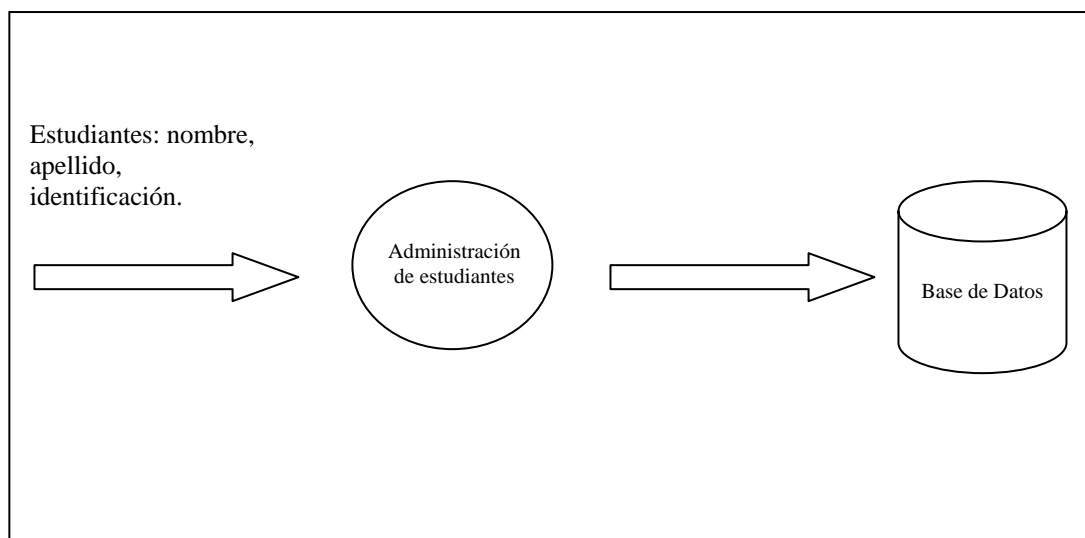 Estudiantes: nombre,
apellido,
identificación.
Administración
de estudiantes
Base de Datos